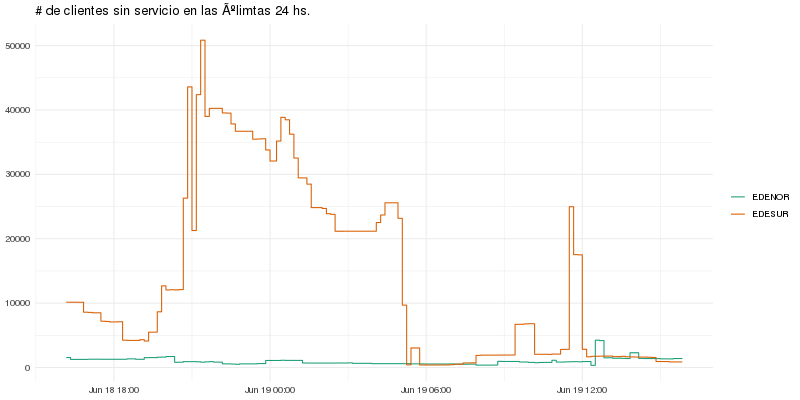 # de clientes sin servicio en las Ãºlimtas 24 hs.
50000
40000
30000
20000
10000
0
Jun 18 18:00
Jun 19 00:00
Jun 19 06:00
Jun 19 12:00
EDENOR
EDESUR